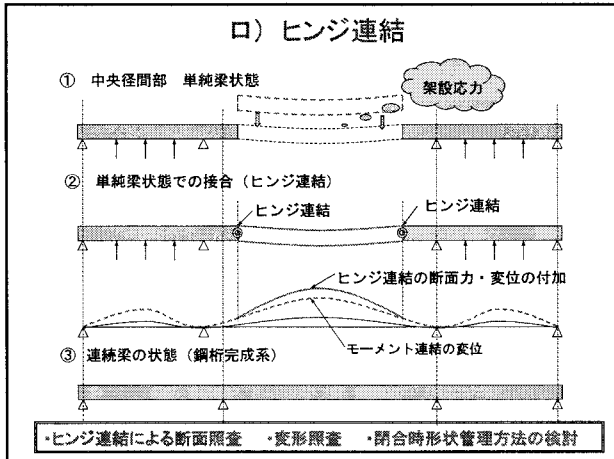 ロ）ヒンジ連結
① 中央径間部 単純梁状態
架設応力
② 単純梁状態での接合（ヒンジ連結）
ヒンジ連結
ヒンジ連結
ヒンジ連結の断面力・変位の付加
モーメント連結の変位
③ 連続梁の状態（鋼桁完成系）
・ヒンジ連結による断面照査 ・変形照査 ・閉合時形状管理方法の検討